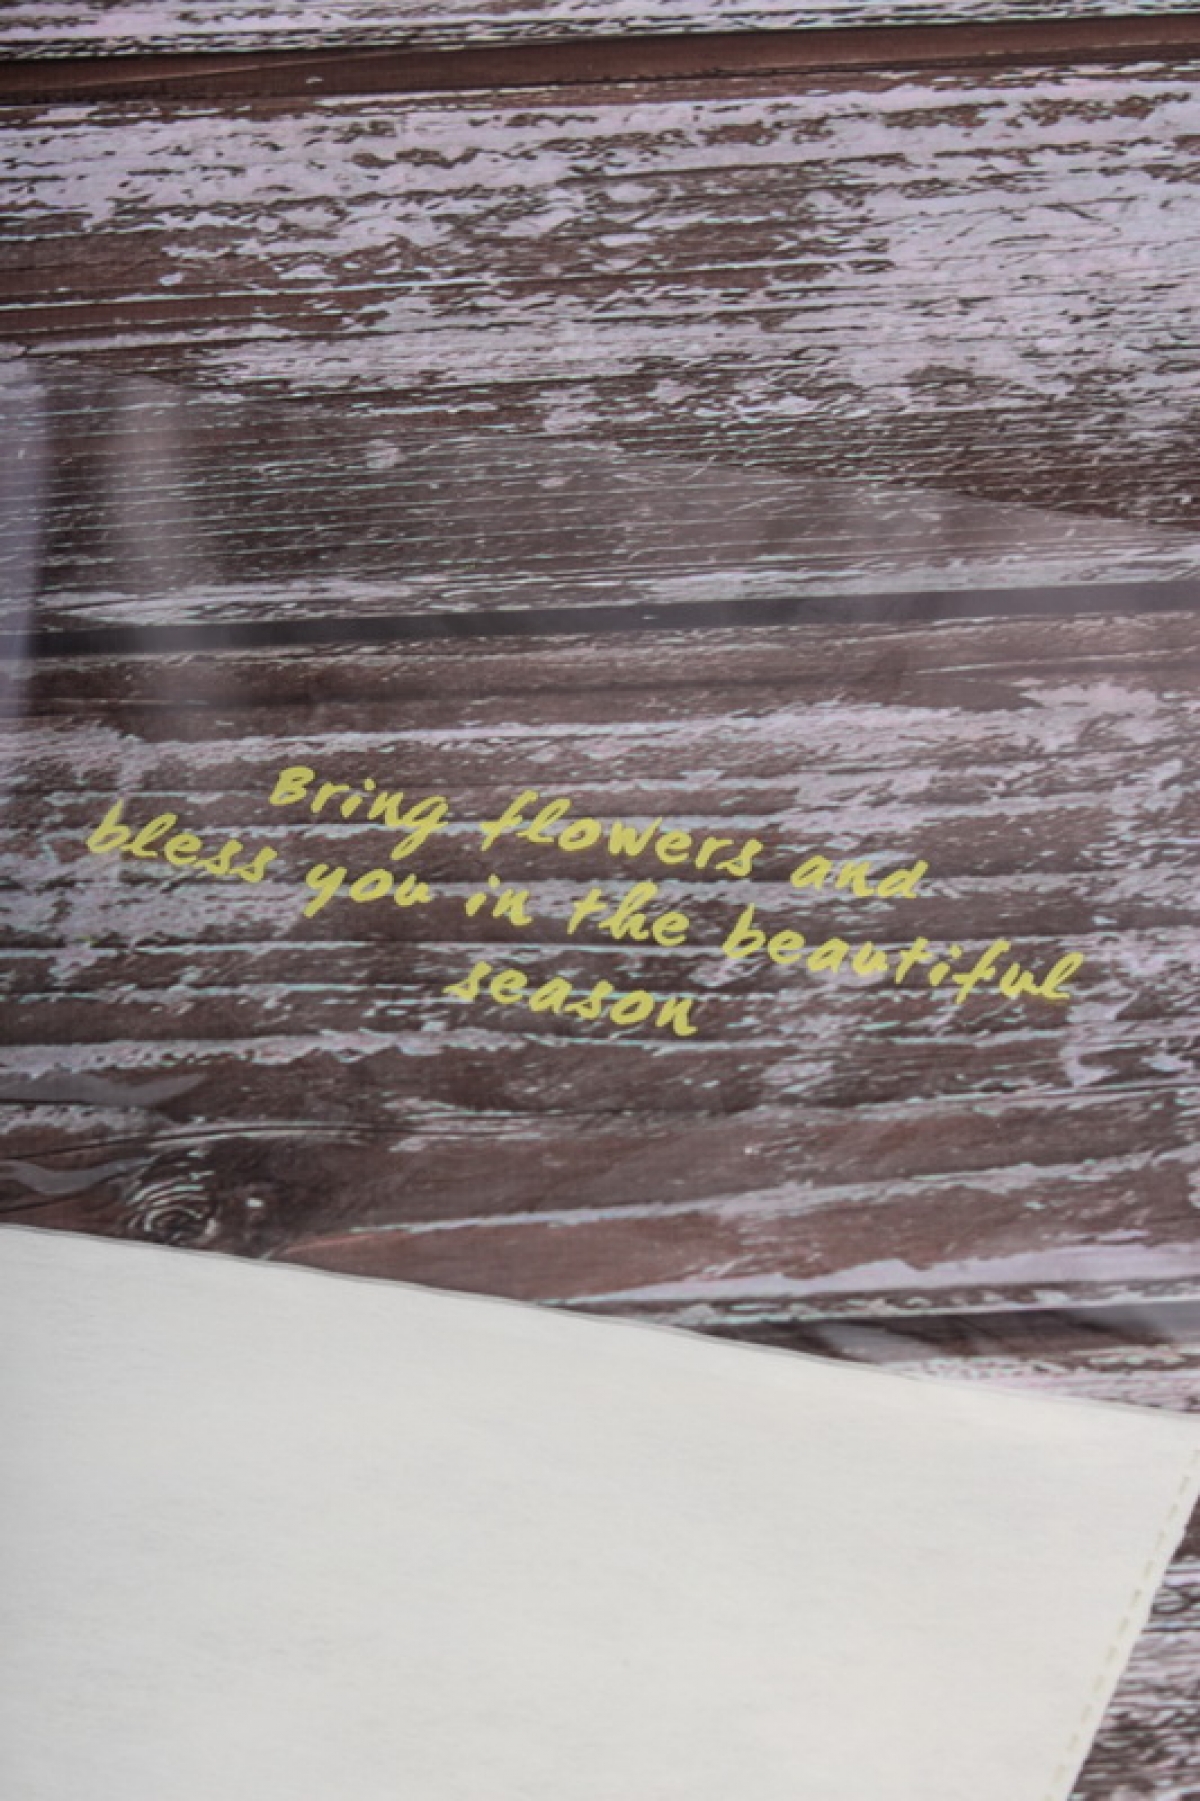 Bring flowers and
bless you in the beautiful
season